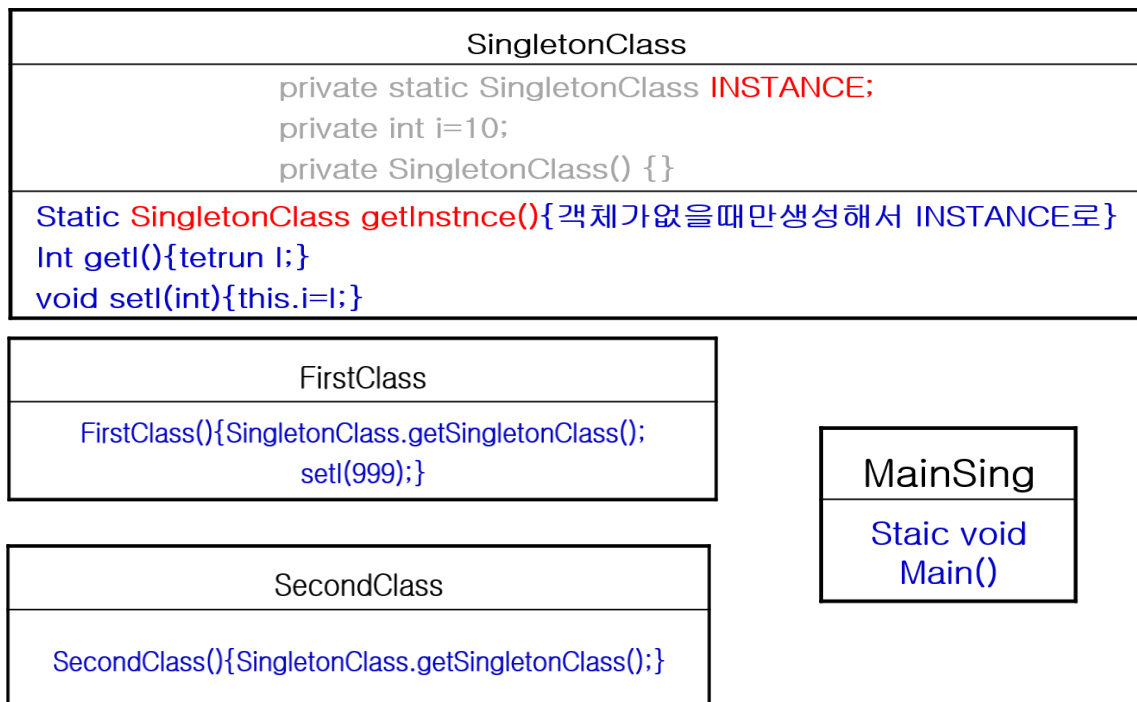 SingletonClass
private static SingletonClass INSTANCE;
private int i=10;
private SingletonClass() {}
Static SingletonClass getInstnce(){객체가없을때만생성해서 INSTANCE로}
Int getI(){tetrun I;}
void setI(int){this.i=I;}
FirstClass
FirstClass(){SingletonClass.getSingletonClass();
setI(999);}
MainSing
Staic void
Main()
SecondClass
SecondClass(){SingletonClass.getSingletonClass();}